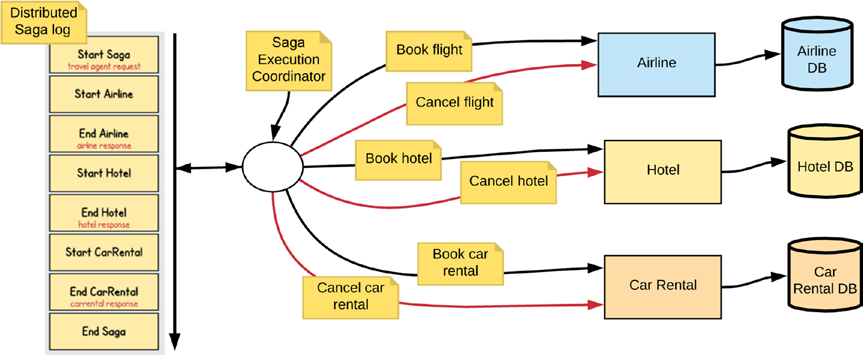 Distributed
Saga log
Start Saga
travel agent request
Start Airline
End Airline
airline response
Start Hotel
End Hotel
hotel response
Start CarRental
End CarRental
carrental response
End Saga
Saga
Execution
Coordinator
Book flight
Cancel flight
Book hotel
Cancel hotel
Book car
rental
Cancel car
rental
Airline
Hotel
Car Rental
Airline
DB
Hotel DB
Car
Rental DB